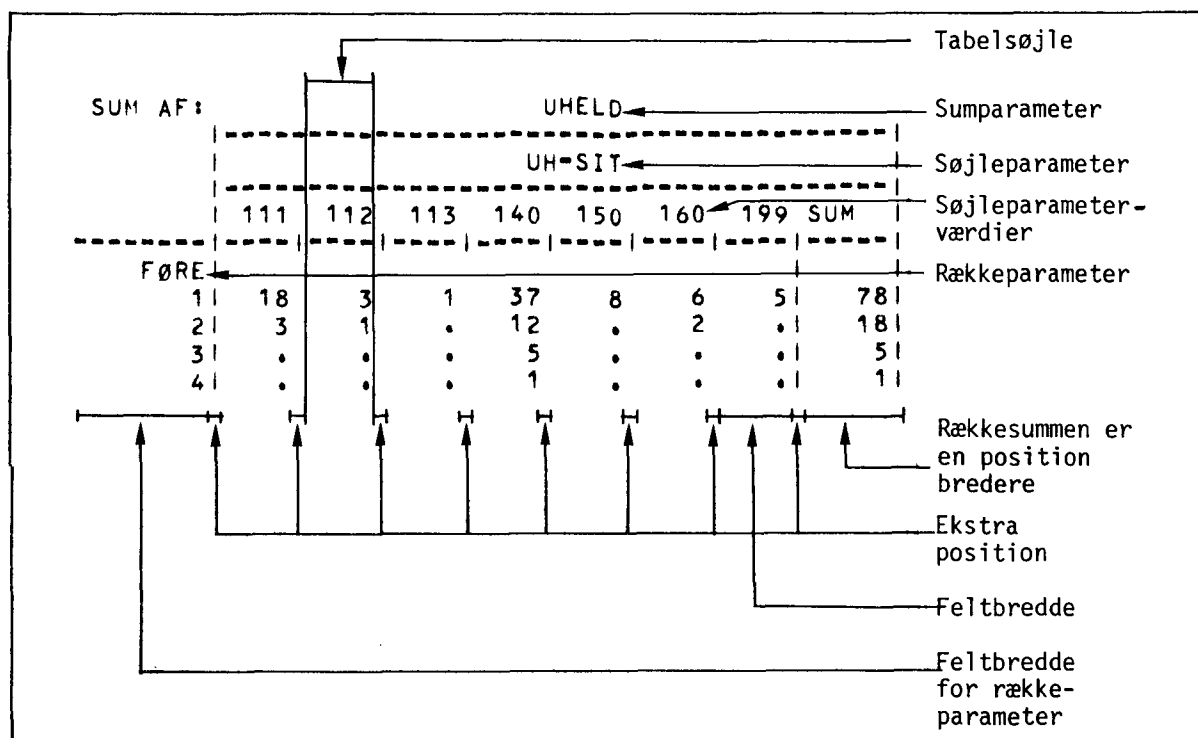 Tabelsøjle
SUM AF: UHELD Sumparameter
UH-SIT Søjleparameter
111 112 113 140 150 160 199 SUM Søjleparameter-
værdier
FØRE Rækkeparameter
1 18 3 1 37 8 6 5 78
2 3 1 . 12 . 2 . 18
3 . . . 5 . . . 5
4 . . . 1 . . . 1
Rækkesummen er
en position
bredere
Ekstra
position
Feltbredde
Feltbredde
for række-
parameter